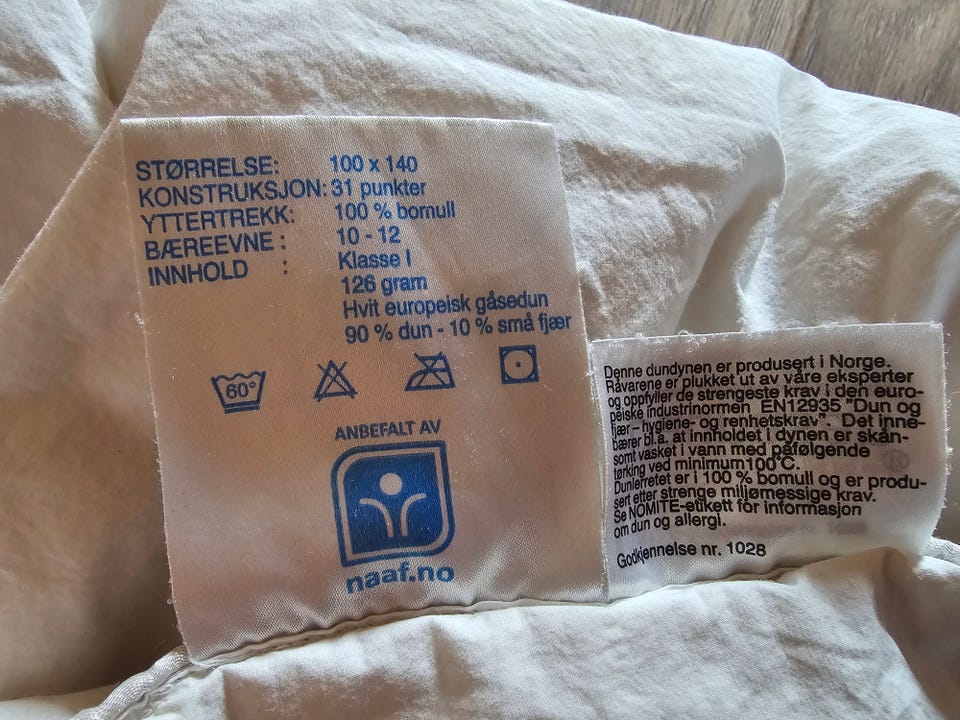 STØRRELSE: 100 x 140
KONSTRUKSJON: 31 punkter
YTTERTREKK: 100 % bomull
BÆREEVNE : 10 - 12
INNHOLD : Klasse I
126 gram
Hvit europeisk gåsedun
90 % dun - 10 % små fjær
60°
ANBEFALT AV
naaf.no
Denne dundynen er produsert i Norge.
Råvarene er plukket ut av våre eksperter
og oppfyller de strengeste krav i den euro-
peiske industrinormen EN12935 "Dun og
fjær – hygiene- og renhetskrav". Det inne-
bærer bl.a. at innholdet i dynen er skån-
somt vasket i vann med påfølgende
tørking ved minimum100°C.
Dunlerretet er i 100 % bomull og er produ-
sert etter strenge miljømessige krav.
Se NOMITE-etikett for informasjon
om dun og allergi.
Godkjennelse nr. 1028